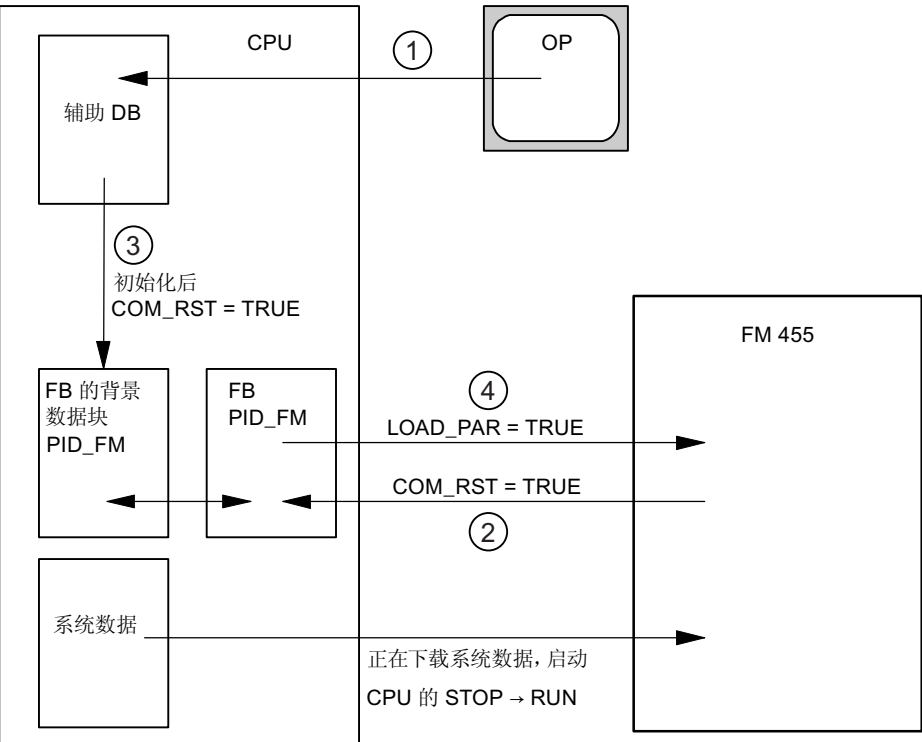 CPU
①
OP
辅助 DB
③
初始化后
COM_RST = TRUE
FM 455
FB 的背景
数据块
PID_FM
FB
PID_FM
④
LOAD_PAR = TRUE
COM_RST = TRUE
②
系统数据
正在下载系统数据，启动
CPU 的 STOP → RUN